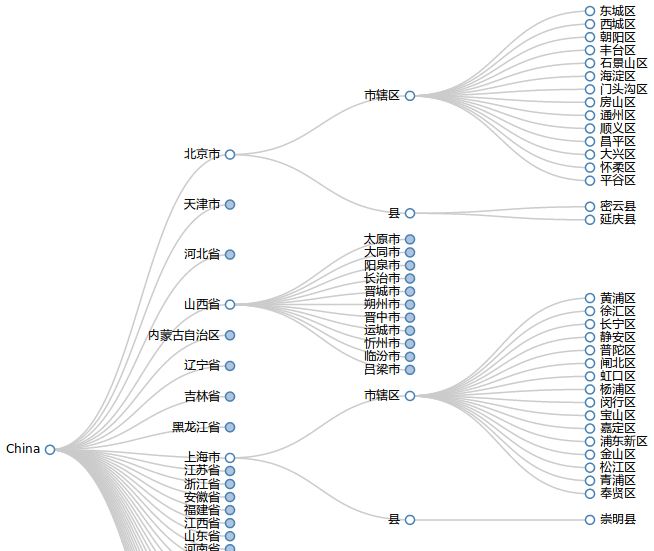 China
北京市
市辖区
东城区
西城区
朝阳区
丰台区
石景山区
海淀区
门头沟区
房山区
通州区
顺义区
昌平区
大兴区
怀柔区
平谷区
县
密云县
延庆县
天津市
河北省
山西省
太原市
大同市
阳泉市
长治市
晋城市
朔州市
晋中市
运城市
忻州市
临汾市
吕梁市
内蒙古自治区
辽宁省
吉林省
黑龙江省
上海市
市辖区
黄浦区
徐汇区
长宁区
静安区
普陀区
闸北区
虹口区
杨浦区
闵行区
宝山区
嘉定区
浦东新区
金山区
松江区
青浦区
奉贤区
县
崇明县
江苏省
浙江省
安徽省
福建省
江西省
山东省
河南省